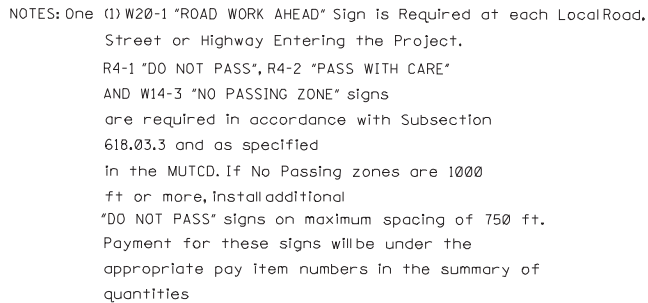 NOTES: One (1) W20-1 "ROAD WORK AHEAD" Sign is Required at each Local Road,
Street or Highway Entering the Project.
R4-1 "DO NOT PASS", R4-2 "PASS WITH CARE"
AND W14-3 "NO PASSING ZONE" signs
are required in accordance with Subsection
618.03.3 and as specified
in the MUTCD. If No Passing zones are 1000
ft or more, install additional
"DO NOT PASS" signs on maximum spacing of 750 ft.
Payment for these signs will be under the
appropriate pay item numbers in the summary of
quantities